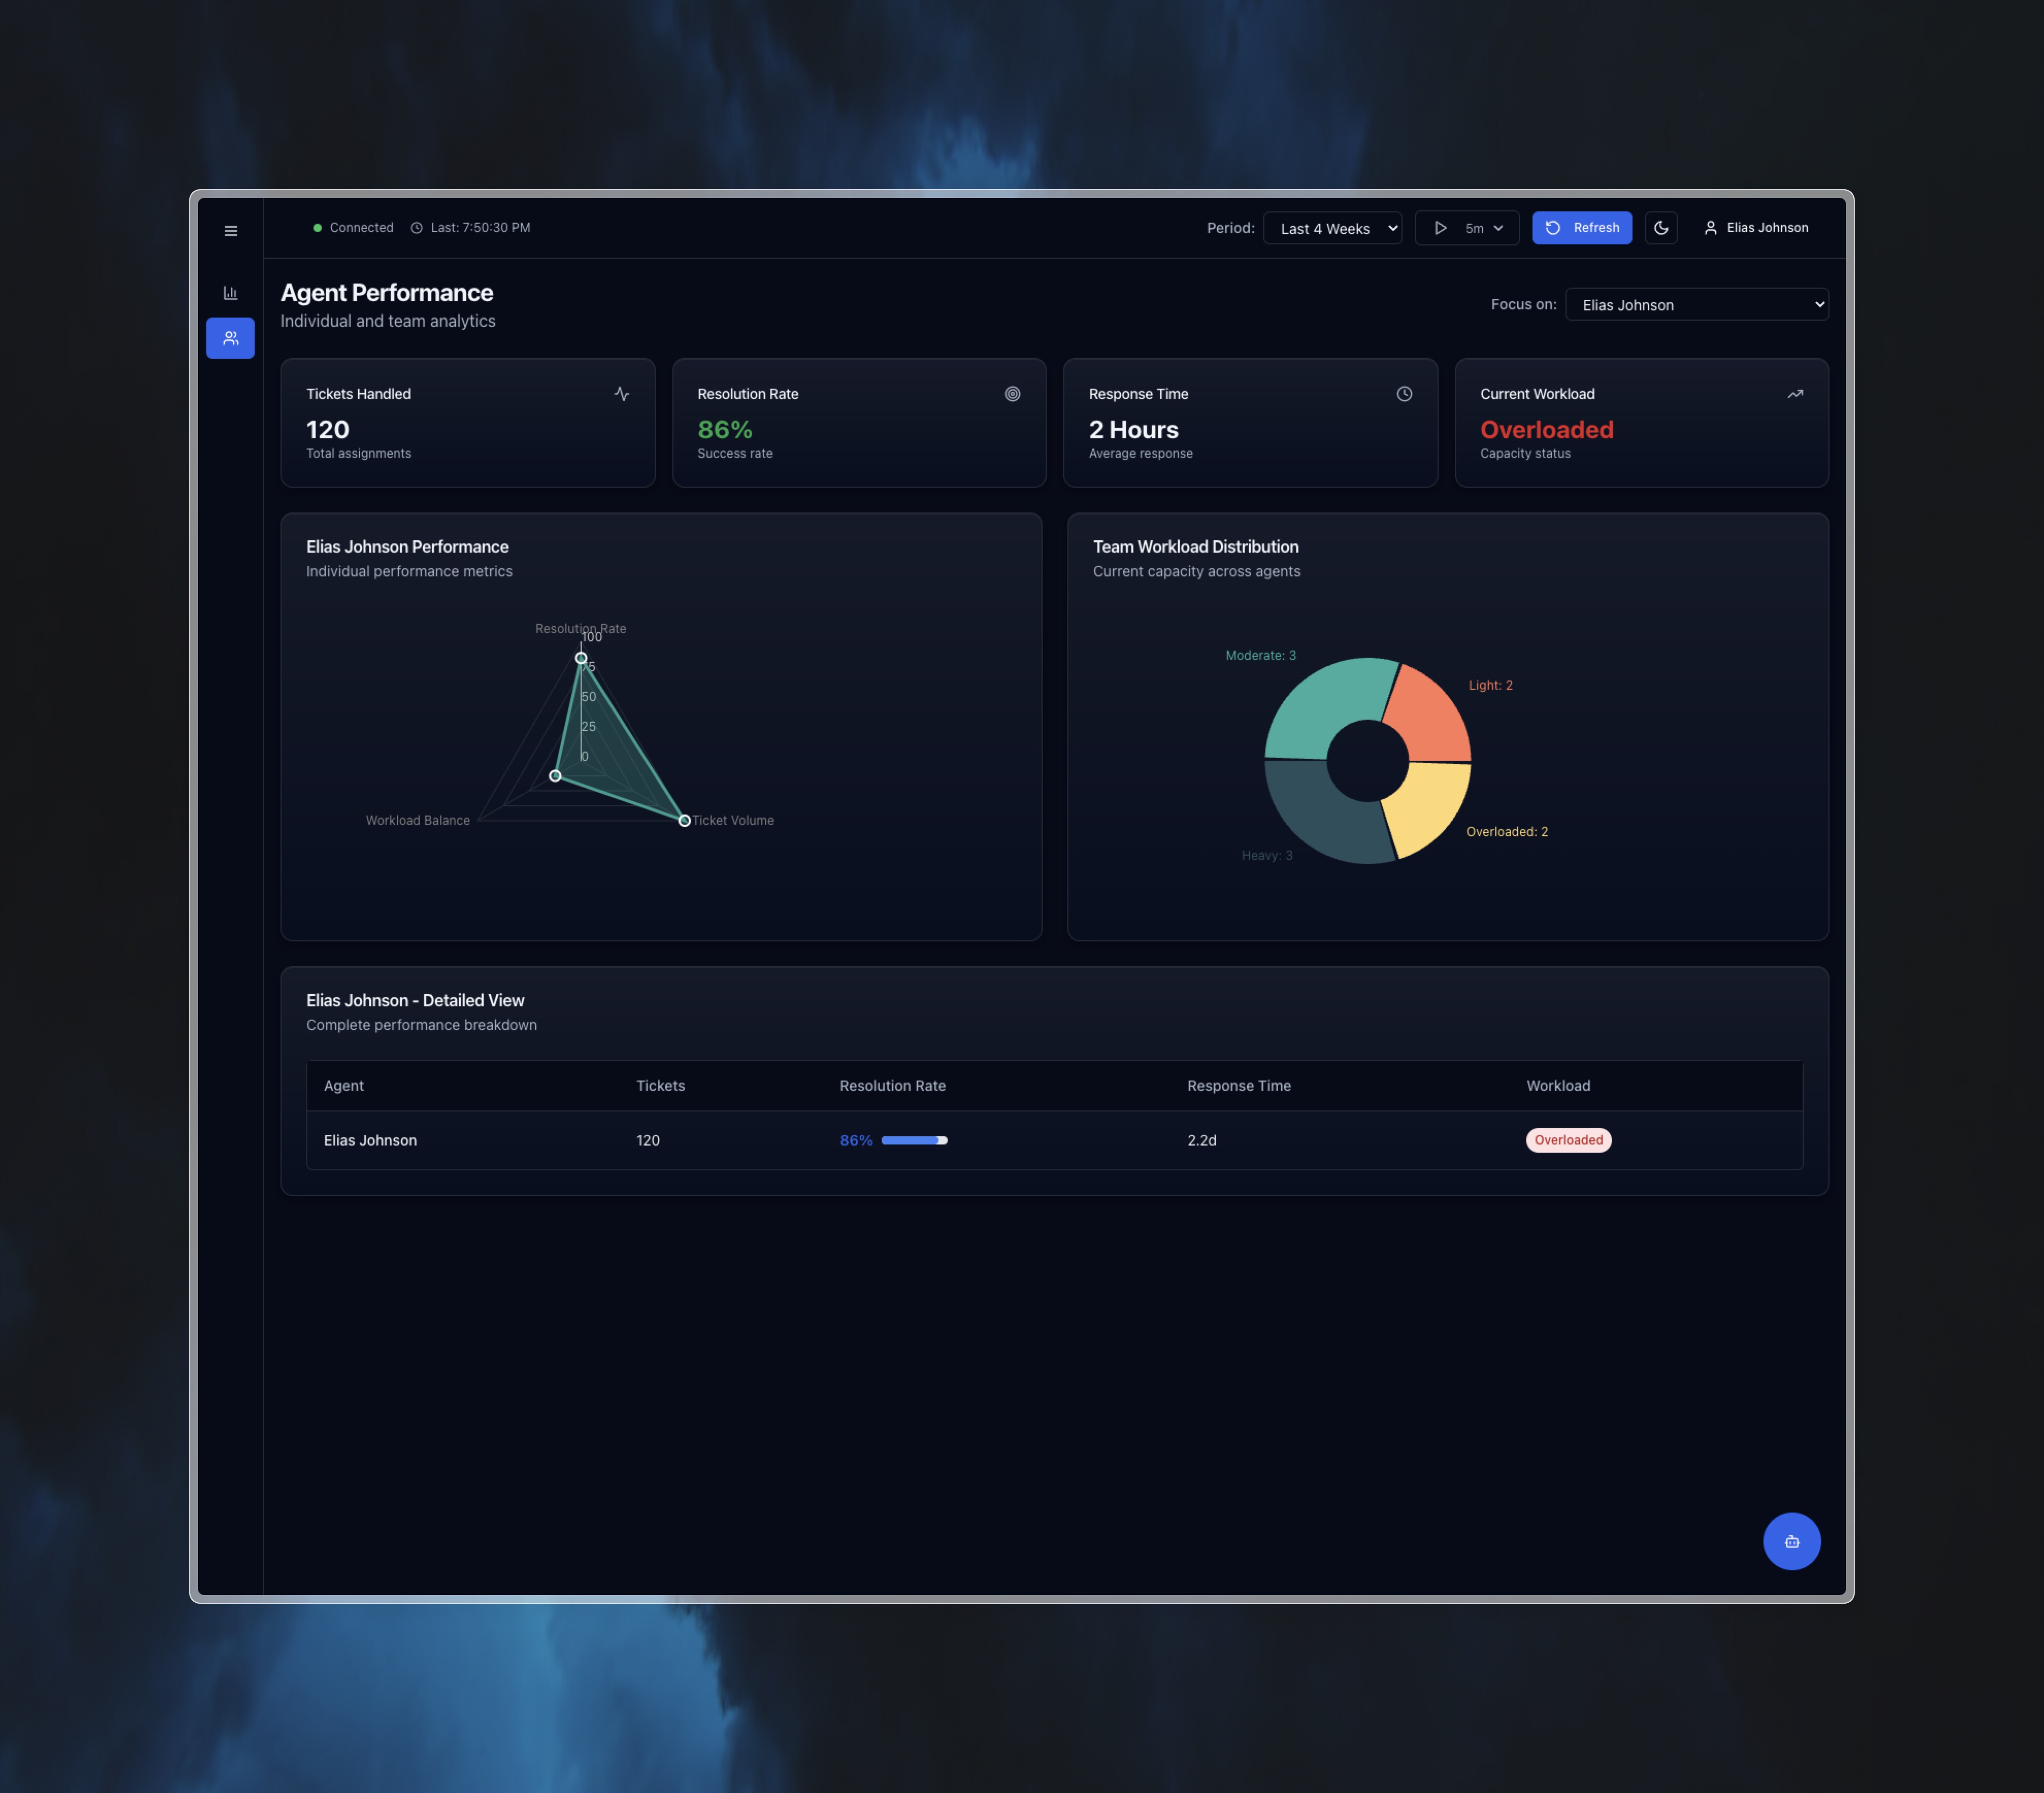 Connected Last: 7:50:30 PM Period: Last 4 Weeks 5m Refresh Elias Johnson
Agent Performance
Individual and team analytics
Focus on: Elias Johnson
Tickets Handled
120
Total assignments
Resolution Rate
86%
Success rate
Response Time
2 Hours
Average response
Current Workload
Overloaded
Capacity status
Elias Johnson Performance
Individual performance metrics
Resolution Rate
100
75
50
25
0
Workload Balance
Ticket Volume
Team Workload Distribution
Current capacity across agents
Moderate: 3
Light: 2
Overloaded: 2
Heavy: 3
Elias Johnson - Detailed View
Complete performance breakdown
Agent Tickets Resolution Rate Response Time Workload
Elias Johnson 120 86% 2.2d Overloaded